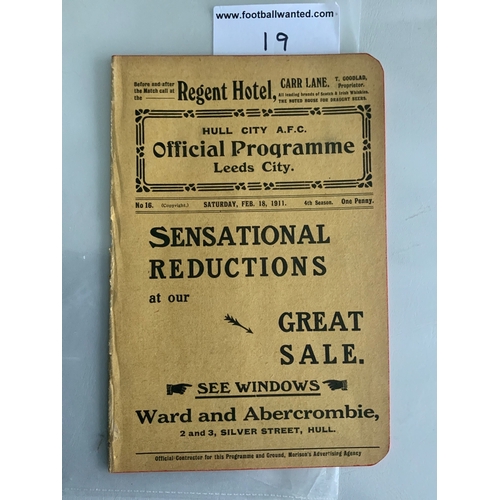 www.footballwanted.com
19
Before and after the Match call at the
Regent Hotel,
CARR LANE.
T. GOODLAD, Proprietor.
All leading brands of Scotch & Irish Whiskies.
THE NOTED HOUSE FOR DRAUGHT BEERS.
HULL CITY A.F.C.
Official Programme
Leeds City.
No 16. (Copyright.) SATURDAY, FEB. 18, 1911. 4th Season. One Penny.
SENSATIONAL
REDUCTIONS
at our
GREAT
SALE.
SEE WINDOWS
Ward and Abercrombie,
2 and 3, SILVER STREET, HULL.
Official Contractor for this Programme and Ground, Morison's Advertising Agency